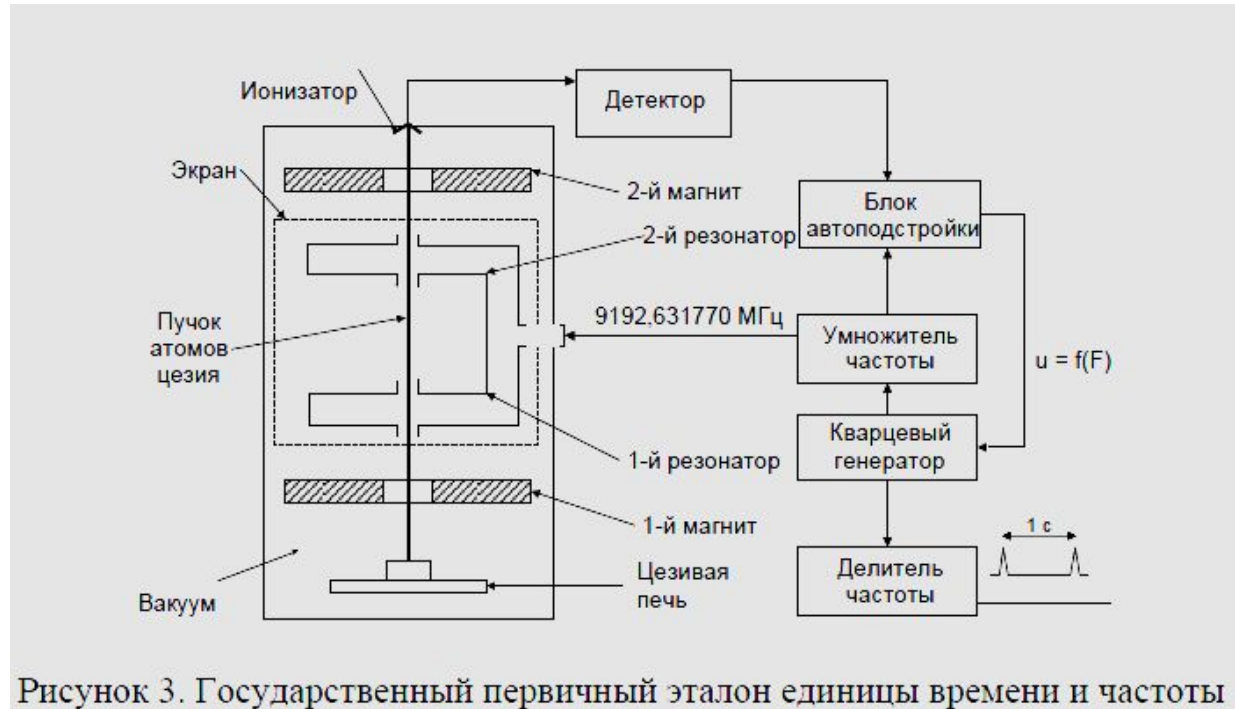 Ионизатор
Детектор
Экран
2-й магнит
Блок
автоподстройки
2-й резонатор
9192,631770 МГц
Пучок
атомов
цезия
Умножитель
частоты
u = f(F)
Кварцевый
генератор
1-й резонатор
1-й магнит
1 с
Цезивая
печь
Делитель
частоты
Вакуум
Рисунок 3. Государственный первичный эталон единицы времени и частоты